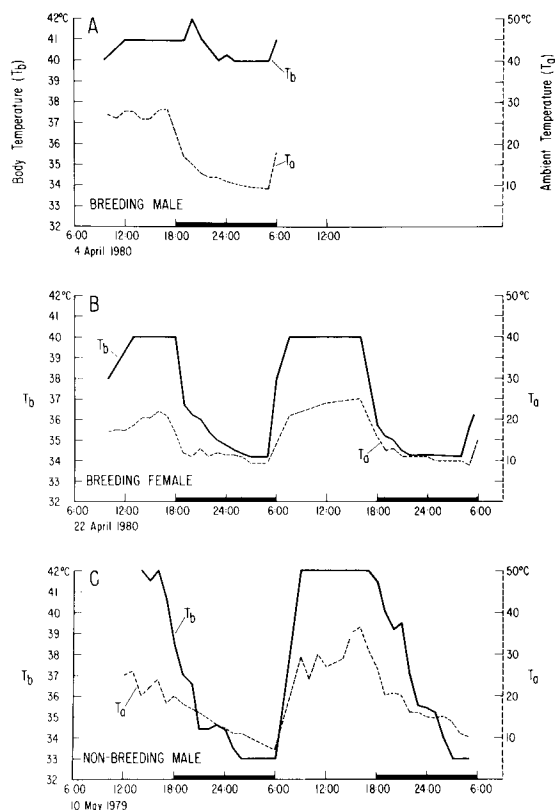 A
42°C
41
40
39
38
37
36
35
34
33
32
Body Temperature (Tb)
50°C
40
30
20
10
Ambient Temperature (Ta)
Tb
Ta
BREEDING MALE
6:00 12:00 18:00 24:00 6:00 12:00
4 April 1980
B
42°C
41
40
39
38
37
36
35
34
33
32
Tb
50°C
40
30
20
10
Ta
Tb
Ta
BREEDING FEMALE
6:00 12:00 18:00 24:00 6:00 12:00 18:00 24:00 6:00
22 April 1980
C
42°C
41
40
39
38
37
36
35
34
33
32
Tb
50°C
40
30
20
10
Ta
Tb
Ta
NON-BREEDING MALE
6:00 12:00 18:00 24:00 6:00 12:00 18:00 24:00 6:00
10 May 1979